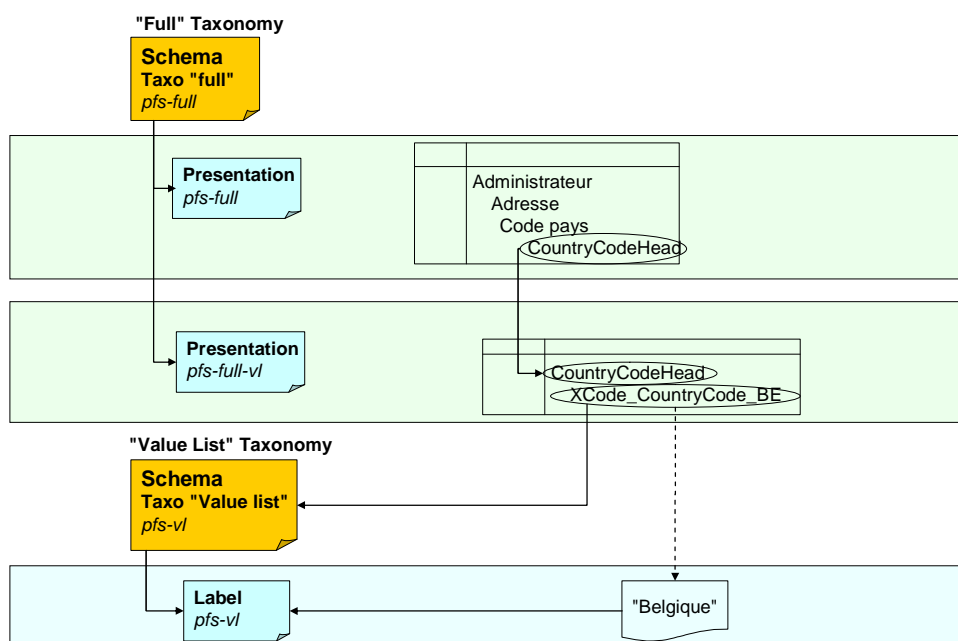 "Full" Taxonomy
Schema
Taxo "full"
pfs-full
Presentation
pfs-full
Administrateur
Adresse
Code pays
CountryCodeHead
Presentation
pfs-full-vl
CountryCodeHead
XCode_CountryCode_BE
"Value List" Taxonomy
Schema
Taxo "Value list"
pfs-vl
Label
pfs-vl
"Belgique"